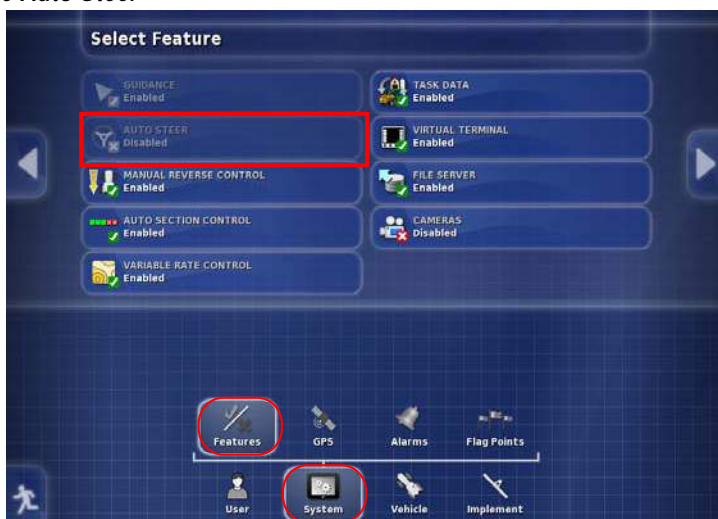 Select Feature
GUIDANCE
Enabled
AUTO STEER
Disabled
MANUAL REVERSE CONTROL
Enabled
AUTO SECTION CONTROL
Enabled
VARIABLE RATE CONTROL
Enabled
TASK DATA
Enabled
VIRTUAL TERMINAL
Enabled
FILE SERVER
Enabled
CAMERAS
Disabled
Features
GPS
Alarms
Flag Points
User
System
Vehicle
Implement